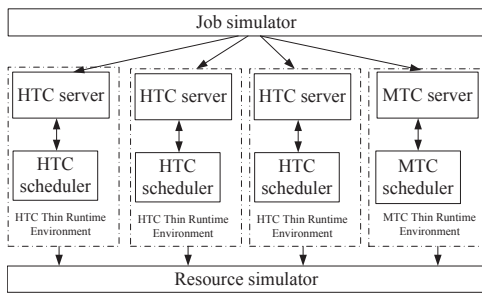 Job simulator
HTC server
HTC server
HTC server
MTC server
HTC
scheduler
HTC
scheduler
HTC
scheduler
MTC
scheduler
HTC Thin Runtime
Environment
HTC Thin Runtime
Environment
HTC Thin Runtime
Environment
MTC Thin Runtime
Environment
Resource simulator